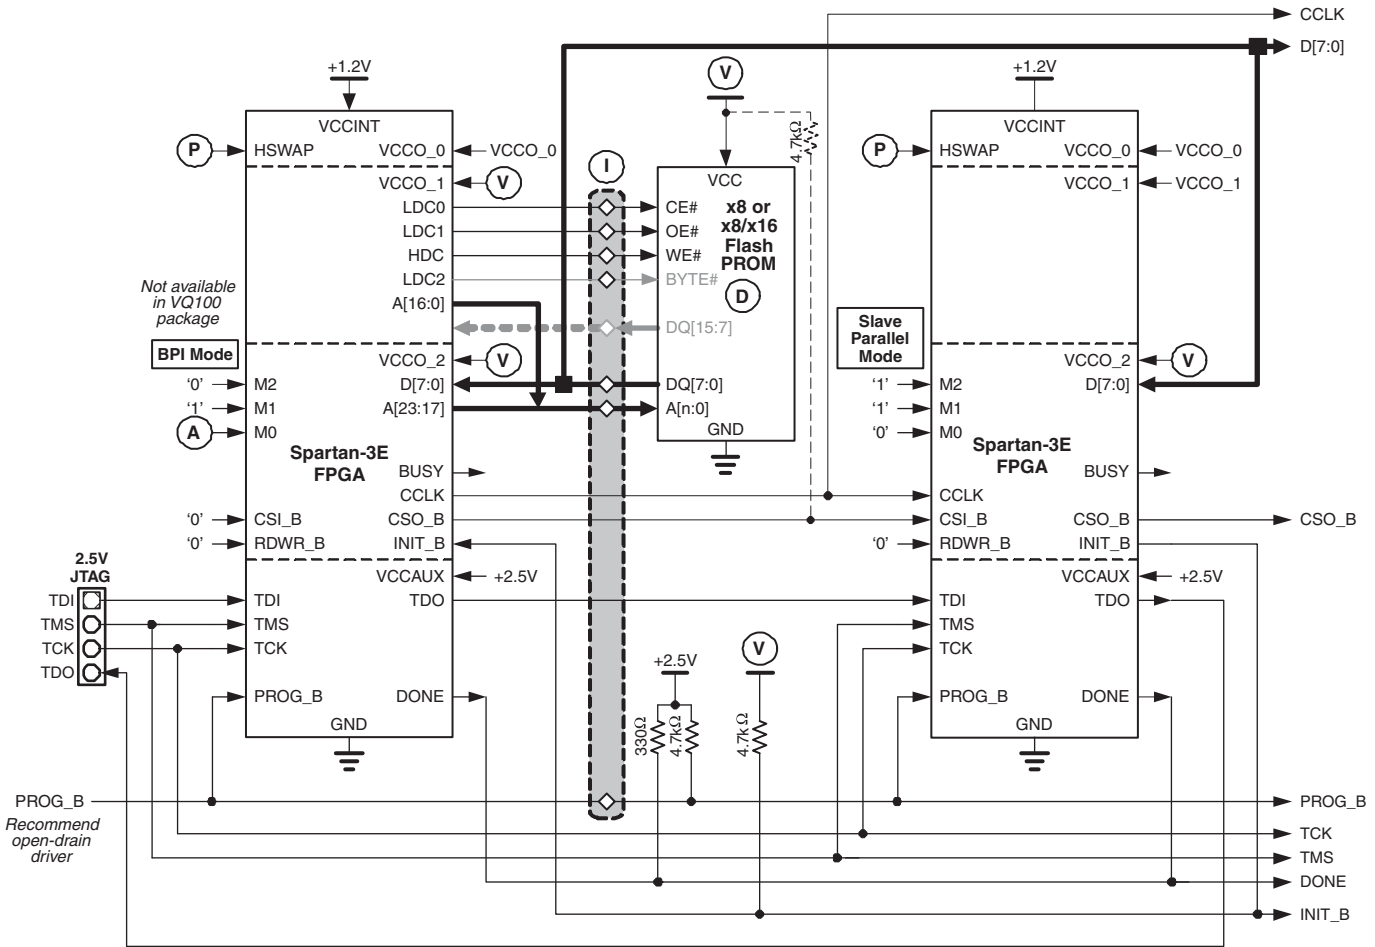 CCLK
D[7:0]
+1.2V
V
+1.2V
4.7kΩ
VCCINT
VCCINT
P
HSWAP
VCCO_0
VCCO_0
I
P
HSWAP
VCCO_0
VCCO_0
VCCO_1
V
VCC
VCCO_1
VCCO_1
LDC0
CE#
x8 or
x8/x16
Flash
PROM
LDC1
OE#
HDC
WE#
LDC2
BYTE#
D
Not available
in VQ100
package
A[16:0]
DQ[15:7]
Slave
Parallel
Mode
BPI Mode
VCCO_2
V
VCCO_2
V
'0'
M2
D[7:0]
DQ[7:0]
'1'
M2
D[7:0]
'1'
M1
A[23:17]
A[n:0]
'1'
M1
A
M0
GND
'0'
M0
Spartan-3E
FPGA
Spartan-3E
FPGA
BUSY
BUSY
CCLK
CCLK
'0'
CSI_B
CSO_B
CSI_B
CSO_B
CSO_B
'0'
RDWR_B
INIT_B
'0'
RDWR_B
INIT_B
2.5V
JTAG
VCCAUX
+2.5V
VCCAUX
+2.5V
TDI
TDI
TDO
TDI
TDO
TMS
TMS
TMS
TCK
TCK
V
TCK
TDO
+2.5V
PROG_B
DONE
330Ω
4.7kΩ
4.7kΩ
PROG_B
DONE
GND
GND
PROG_B
PROG_B
Recommend
open-drain
driver
TCK
TMS
DONE
INIT_B